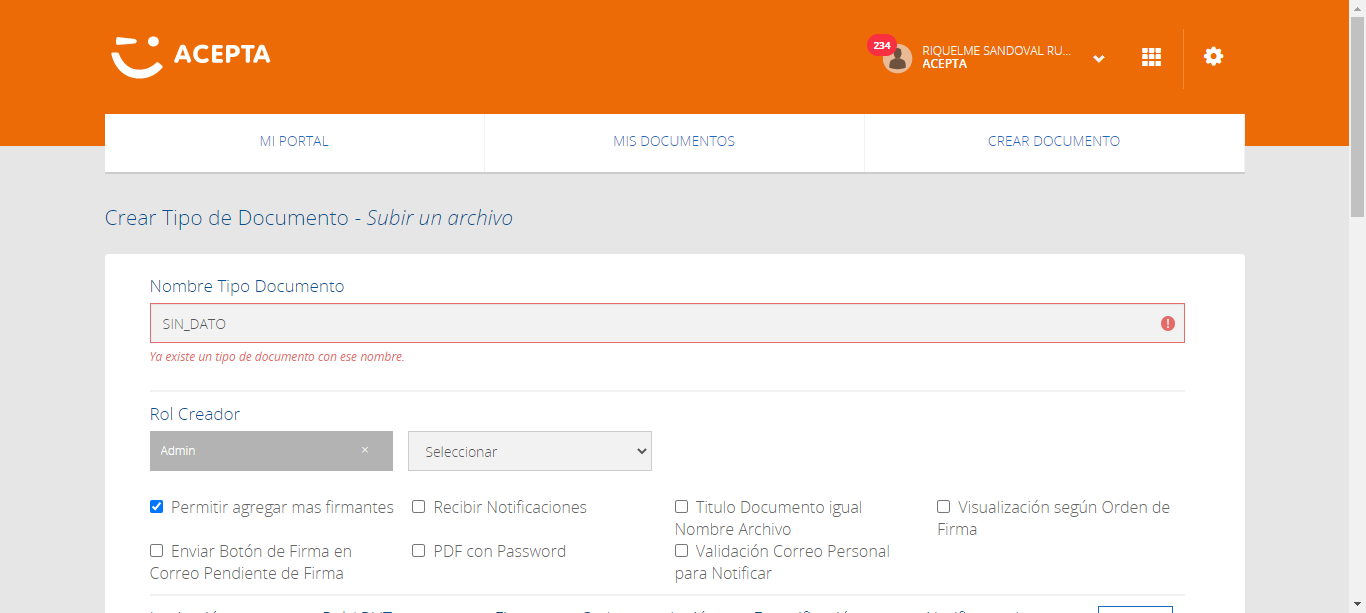 ACEPTA
234
RIQUELME SANDOVAL RU...
ACEPTA
MI PORTAL
MIS DOCUMENTOS
CREAR DOCUMENTO
Crear Tipo de Documento - Subir un archivo
Nombre Tipo Documento
SIN_DATO
Ya existe un tipo de documento con ese nombre.
Rol Creador
Admin ×
Seleccionar
Permitir agregar mas firmantes
Recibir Notificaciones
Titulo Documento igual
Nombre Archivo
Visualización según Orden de
Firma
Enviar Botón de Firma en
Correo Pendiente de Firma
PDF con Password
Validación Correo Personal
para Notificar